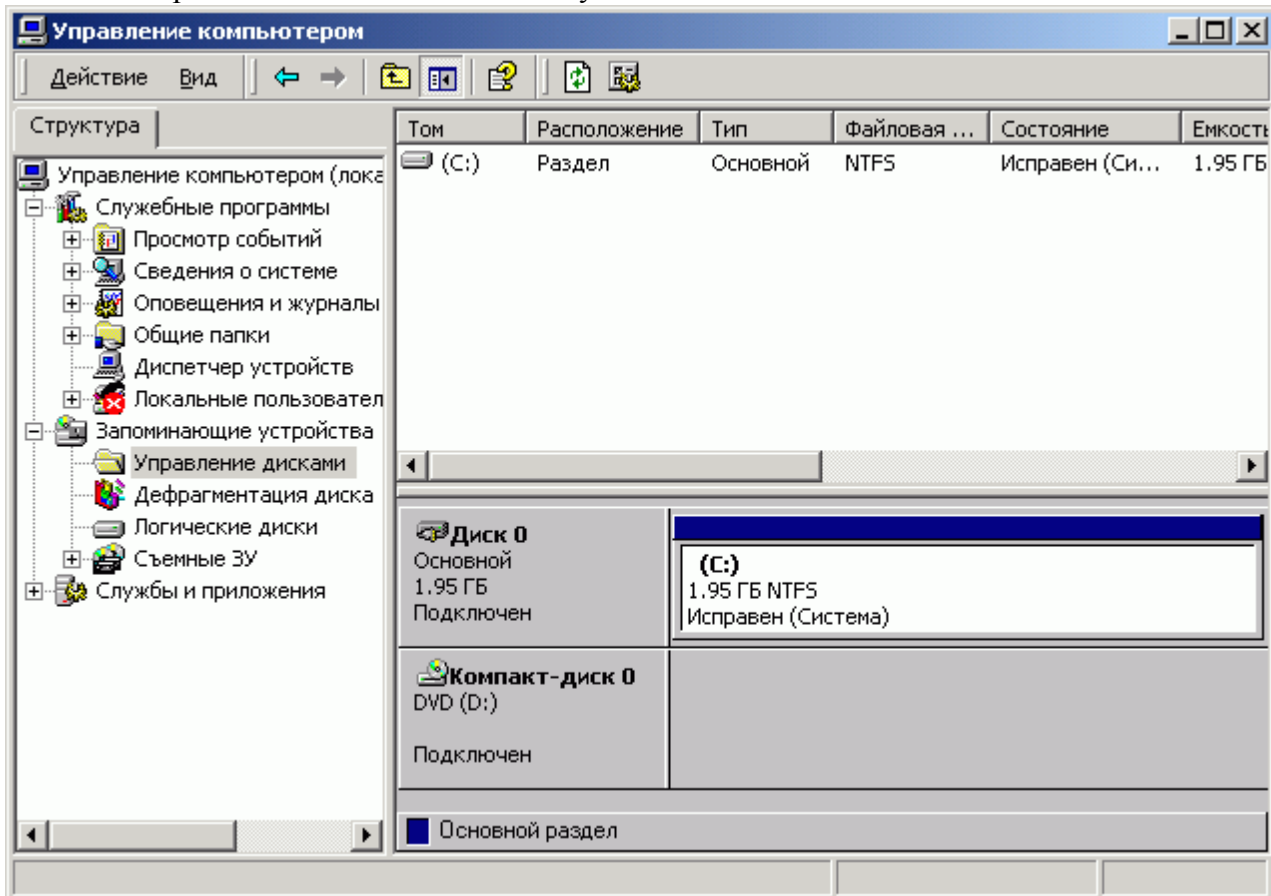 Управление компьютером
Действие Вид
Структура
Управление компьютером (лока
Служебные программы
Просмотр событий
Сведения о системе
Оповещения и журналы
Общие папки
Диспетчер устройств
Локальные пользовател
Запоминающие устройства
Управление дисками
Дефрагментация диска
Логические диски
Съемные ЗУ
Службы и приложения
Том Расположение Тип Файловая ... Состояние Емкость
(C:) Раздел Основной NTFS Исправен (Си... 1.95 ГБ
Диск 0
Основной
1.95 ГБ
Подключен
(C:)
1.95 ГБ NTFS
Исправен (Система)
Компакт-диск 0
DVD (D:)
Подключен
Основной раздел